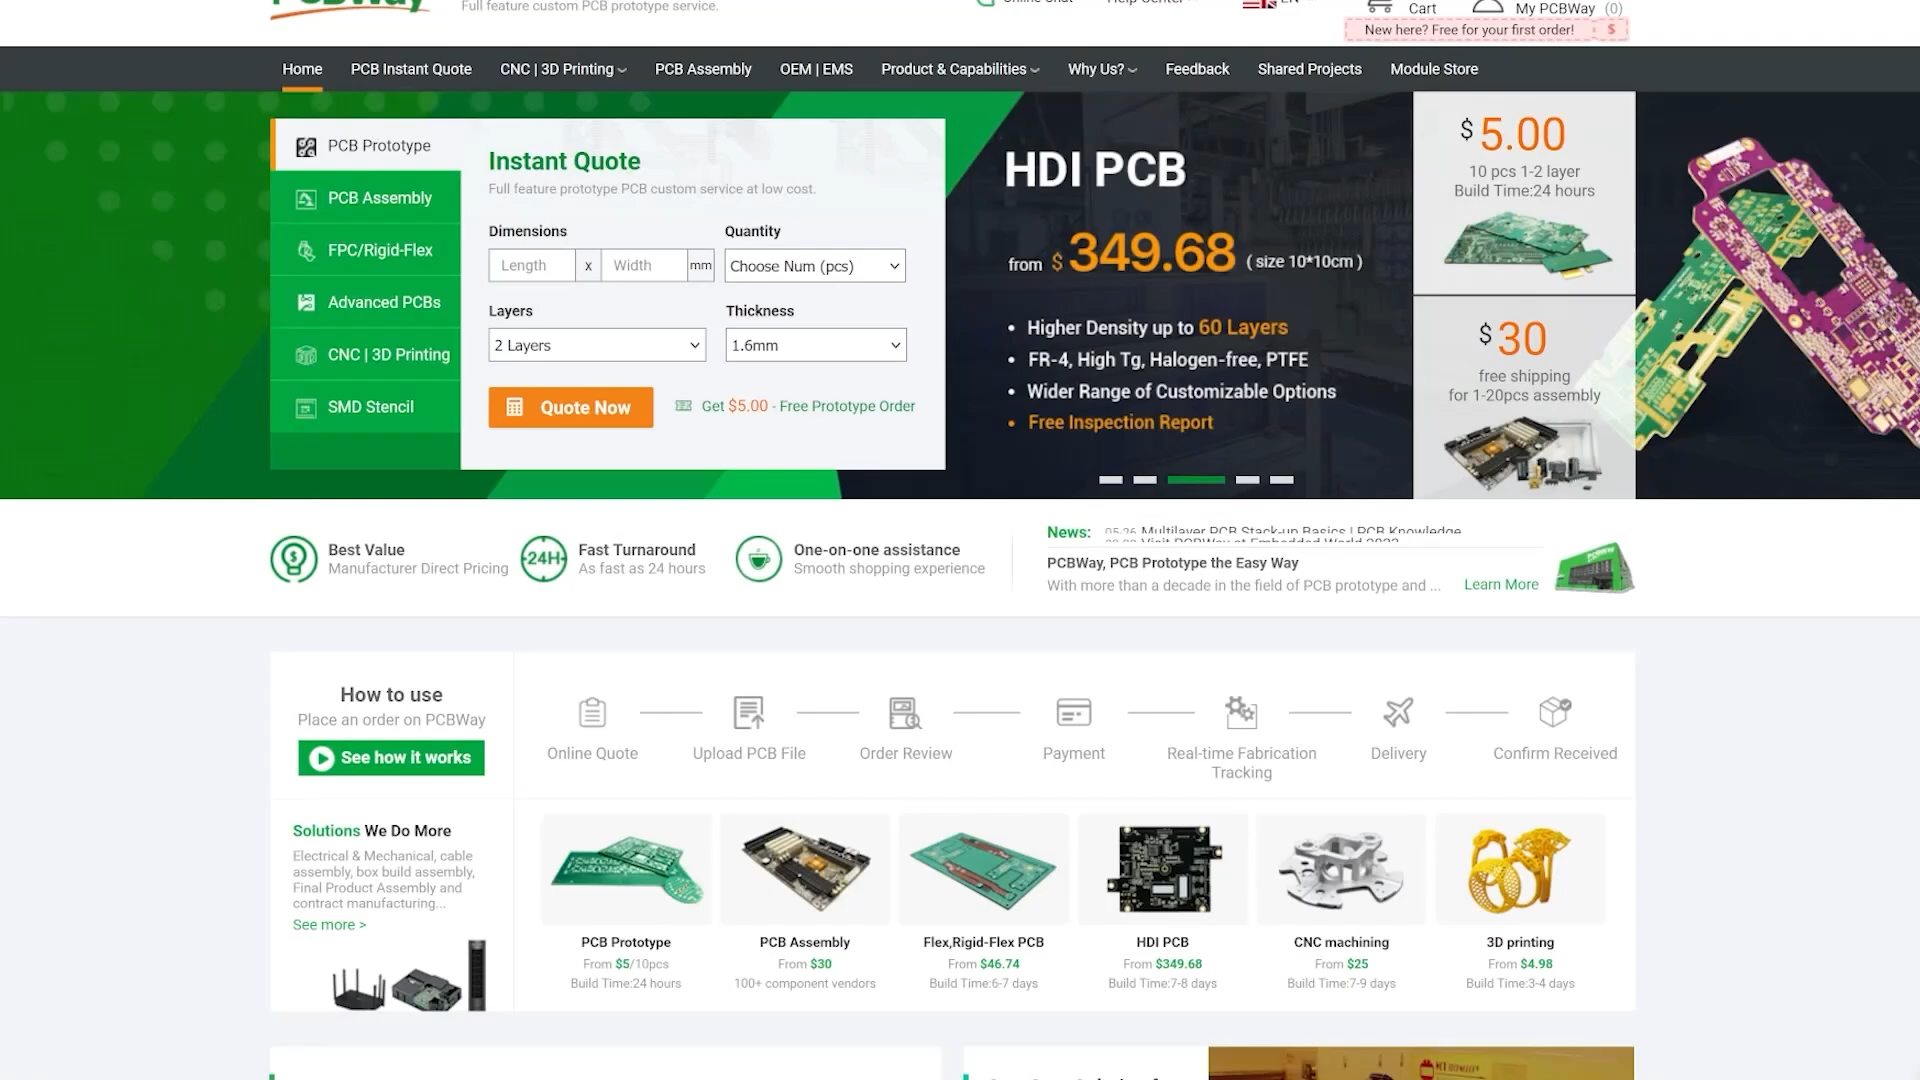 PCBWay
Full feature custom PCB prototype service.
Online Chat
Help Center
EN
Cart
My PCBWay (0)
New here? Free for your first order! $
Home
PCB Instant Quote
CNC | 3D Printing
PCB Assembly
OEM | EMS
Product & Capabilities
Why Us?
Feedback
Shared Projects
Module Store
PCB Prototype
PCB Assembly
FPC/Rigid-Flex
Advanced PCBs
CNC | 3D Printing
SMD Stencil
Instant Quote
Full feature prototype PCB custom service at low cost.
Dimensions
Quantity
Length x Width mm
Choose Num (pcs)
Layers
Thickness
2 Layers
1.6mm
Quote Now
Get $5.00 - Free Prototype Order
HDI PCB
from $349.68 ( size 10*10cm )
• Higher Density up to 60 Layers
• FR-4, High Tg, Halogen-free, PTFE
• Wider Range of Customizable Options
• Free Inspection Report
$5.00
10 pcs 1-2 layer
Build Time:24 hours
$30
free shipping
for 1-20pcs assembly
Best Value
Manufacturer Direct Pricing
24H
Fast Turnaround
As fast as 24 hours
One-on-one assistance
Smooth shopping experience
News:
05-26 Multilayer PCB Stack-up Basics | PCB Knowledge
Visit PCBWay at Embedded World 2023
PCBWay, PCB Prototype the Easy Way
With more than a decade in the field of PCB prototype and ...
Learn More
How to use
Place an order on PCBWay
See how it works
Online Quote
Upload PCB File
Order Review
Payment
Real-time Fabrication
Tracking
Delivery
Confirm Received
Solutions We Do More
Electrical & Mechanical, cable
assembly, box build assembly,
Final Product Assembly and
contract manufacturing...
See more >
PCB Prototype
From $5/10pcs
Build Time:24 hours
PCB Assembly
From $30
100+ component vendors
Flex,Rigid-Flex PCB
From $46.74
Build Time:6-7 days
HDI PCB
From $349.68
Build Time:7-8 days
CNC machining
From $25
Build Time:7-9 days
3D printing
From $4.98
Build Time:3-4 days